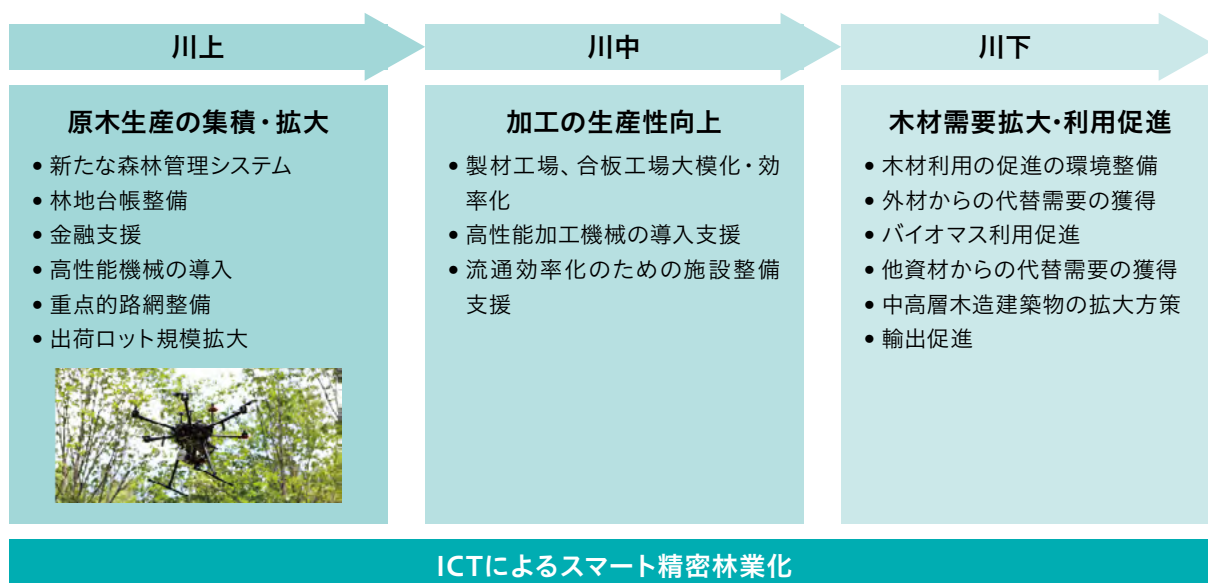 川上
川中
川下
原木生産の集積・拡大
• 新たな森林管理システム
• 林地台帳整備
• 金融支援
• 高性能機械の導入
• 重点的路網整備
• 出荷ロット規模拡大
加工の生産性向上
• 製材工場、合板工場大模化・効
率化
• 高性能加工機械の導入支援
• 流通効率化のための施設整備
支援
木材需要拡大・利用促進
• 木材利用の促進の環境整備
• 外材からの代替需要の獲得
• バイオマス利用促進
• 他資材からの代替需要の獲得
• 中高層木造建築物の拡大方策
• 輸出促進
ICTによるスマート精密林業化